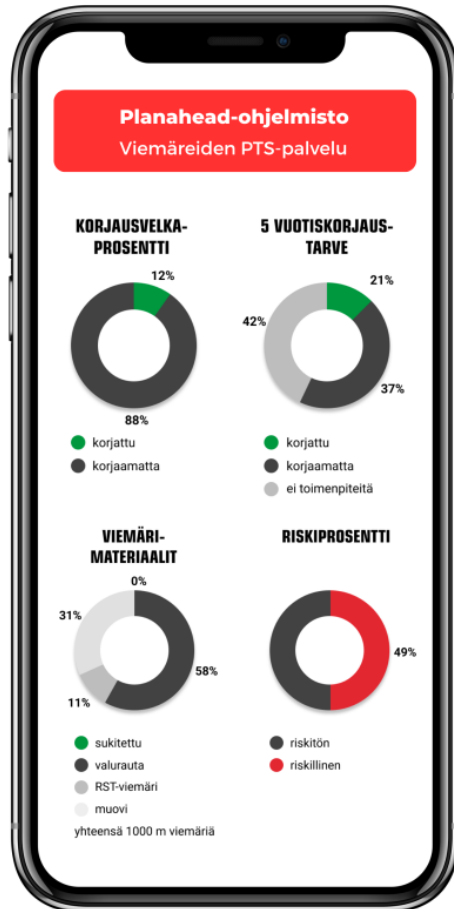 Planahead-ohjelmisto
Viemäreiden PTS-palvelu
KORJAUSVELKA-
PROSENTTI
12%
88%
korjattu
korjaamatta
5 VUOTISKORJAUS-
TARVE
21%
42%
37%
korjattu
korjaamatta
ei toimenpiteitä
VIEMÄRI-
MATERIAALIT
0%
31%
58%
11%
sukitettu
valurauta
RST-viemäri
muovi
yhteensä 1000 m viemäriä
RISKIPROSENTTI
49%
riskitön
riskillinen